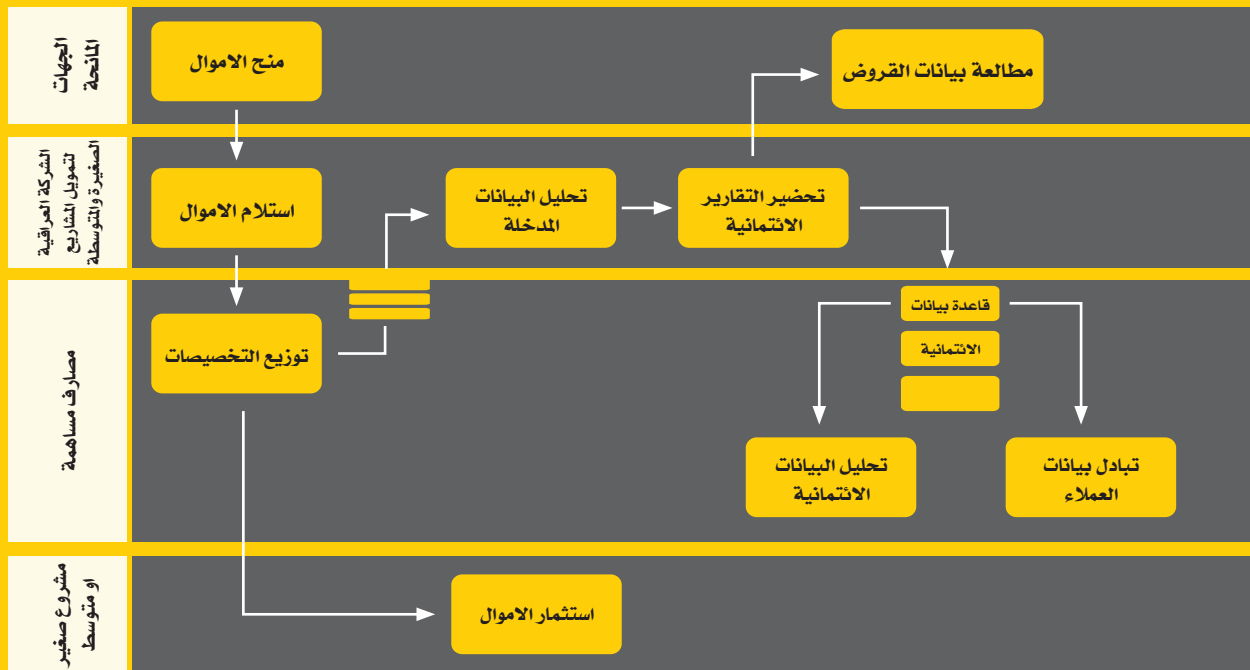 الجهات
المانحة
منح الاموال
مطالعة بيانات القروض
الشركة العراقية
لتمويل المشاريع
الصغيرة والمتوسطة
استلام الاموال
تحليل البيانات
المدخلة
تحضير التقارير
الائتمانية
مصارف مساهمة
توزيع التخصيصات
قاعدة بيانات
الائتمانية
تحليل البيانات
الائتمانية
تبادل بيانات
العملاء
مشروع صغير
او متوسط
استثمار الاموال